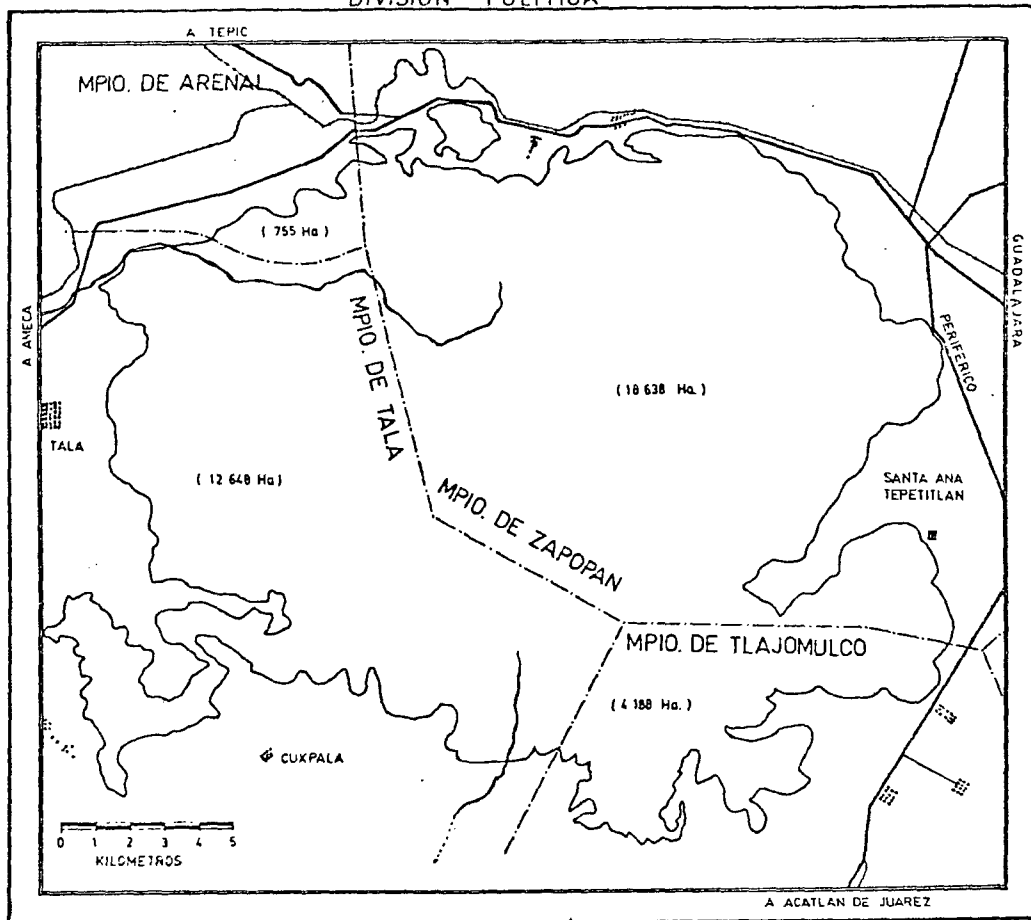 DIVISION POLITICA
A TEPIC
MPIO. DE ARENAL
( 755 Ha )
GUADALAJARA
A AMECA
PERIFERICO
MPIO. DE TALA
( 18 638 Ha. )
TALA
( 12 648 Ha )
SANTA ANA
TEPETITLAN
MPIO. DE ZAPOPAN
MPIO. DE TLAJOMULCO
( 4 188 Ha. )
CUXPALA
0 1 2 3 4 5
KILOMETROS
A ACATLAN DE JUAREZ